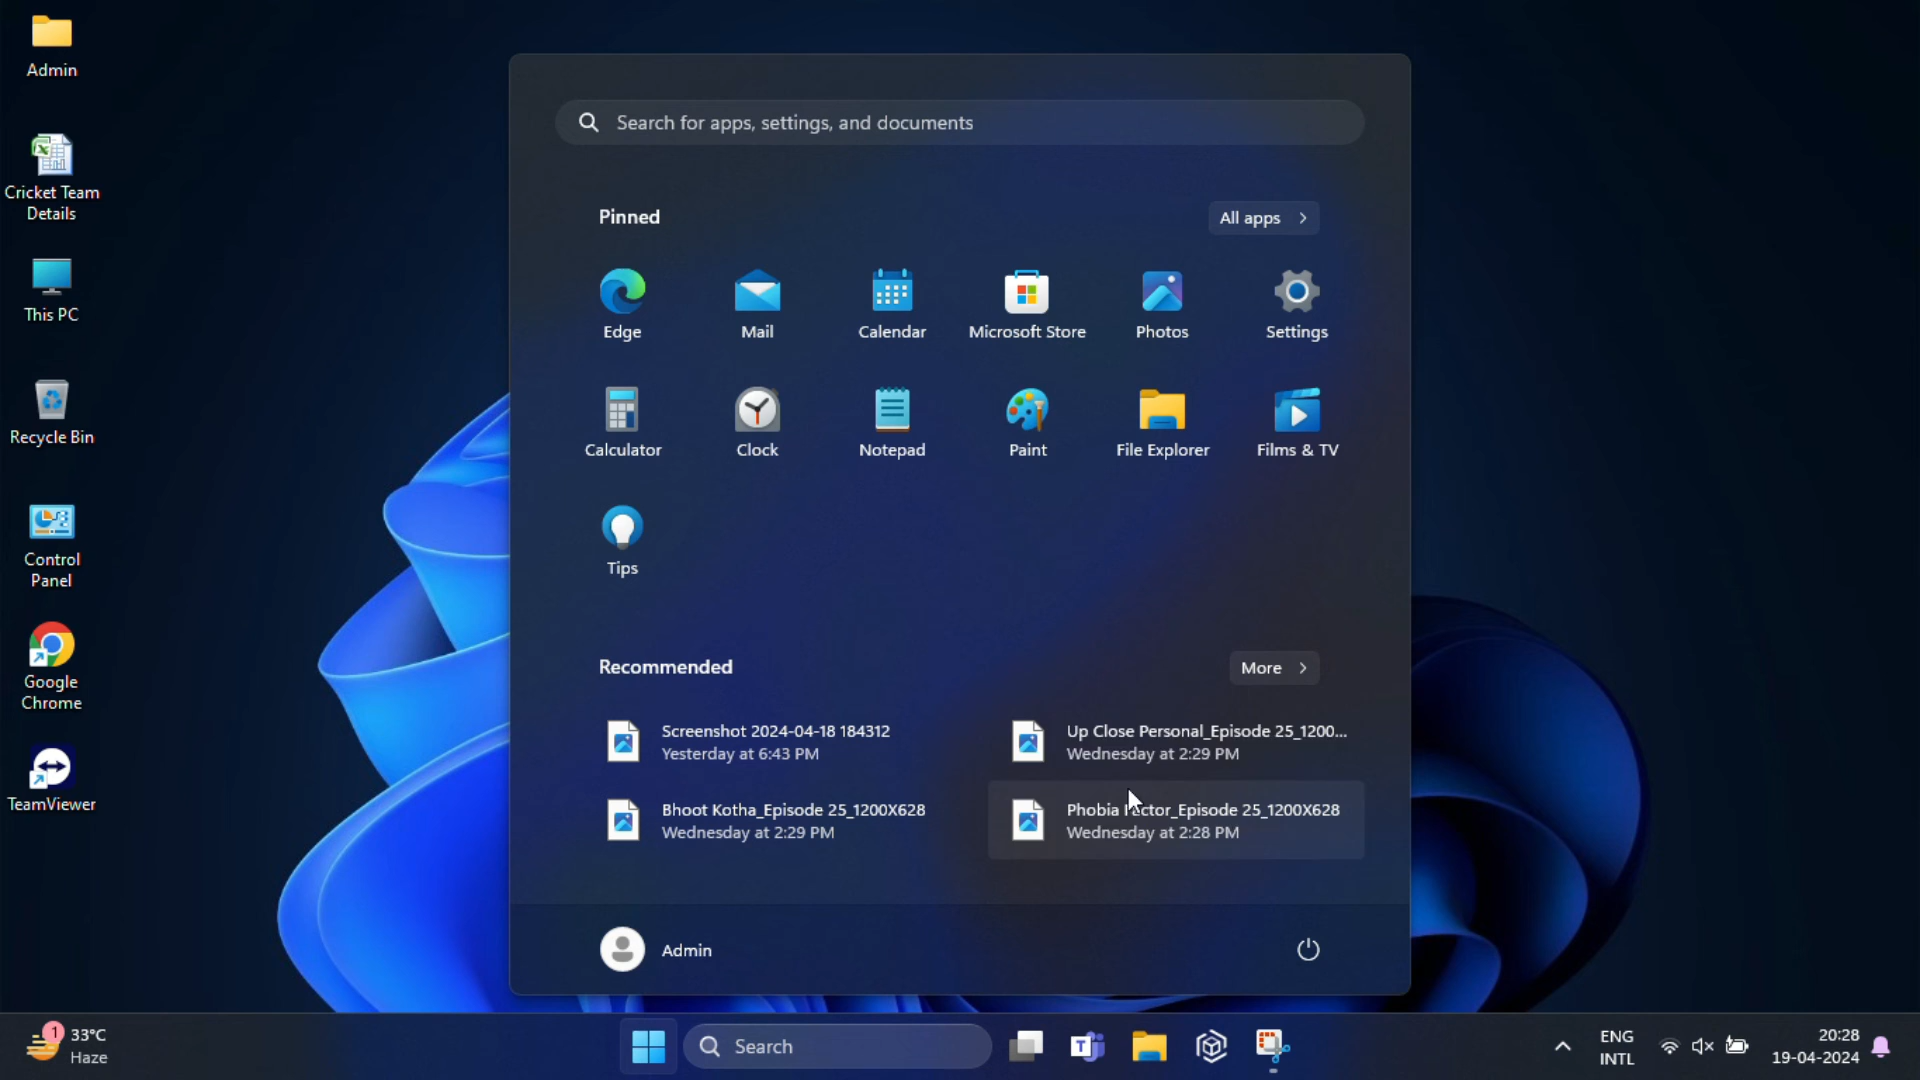 Admin
Cricket Team
Details
This PC
Recycle Bin
Control
Panel
Google
Chrome
TeamViewer
Search for apps, settings, and documents
Pinned
All apps
Edge
Mail
Calendar
Microsoft Store
Photos
Settings
Calculator
Clock
Notepad
Paint
File Explorer
Films & TV
Tips
Recommended
More
Screenshot 2024-04-18 184312
Yesterday at 6:43 PM
Up Close Personal_Episode 25_1200...
Wednesday at 2:29 PM
Bhoot Kotha_Episode 25_1200X628
Wednesday at 2:29 PM
Phobia ctor_Episode 25_1200X628
Wednesday at 2:28 PM
Admin
1
33°C
Haze
Search
T
ENG
INTL
20:28
19-04-2024